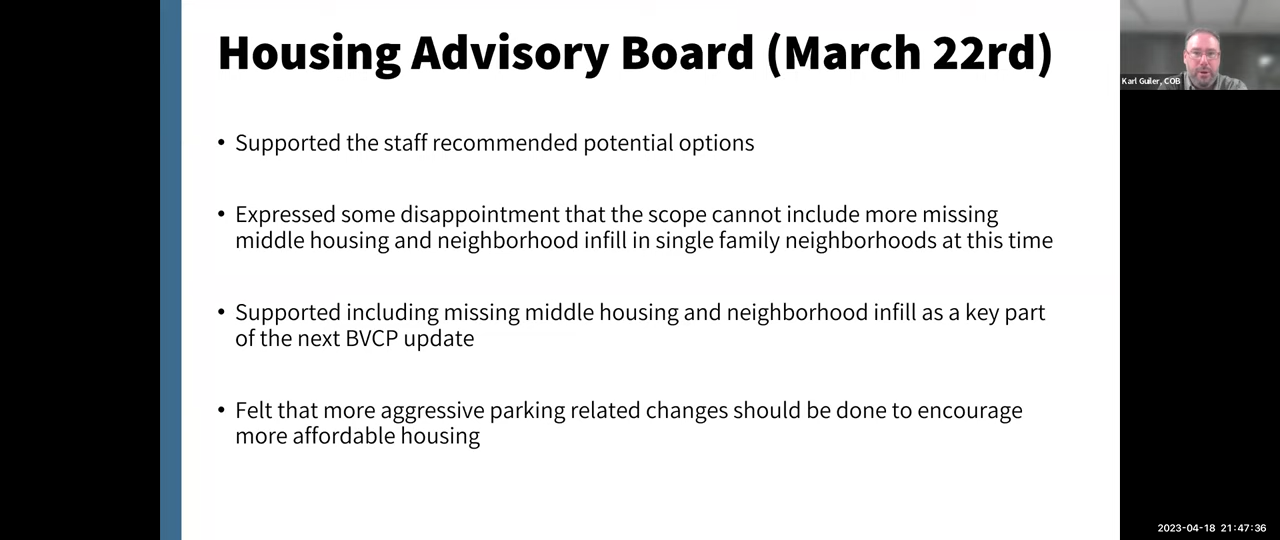 Housing Advisory Board (March 22rd)
• Supported the staff recommended potential options
• Expressed some disappointment that the scope cannot include more missing
middle housing and neighborhood infill in single family neighborhoods at this time
• Supported including missing middle housing and neighborhood infill as a key part
of the next BVCP update
• Felt that more aggressive parking related changes should be done to encourage
more affordable housing
Karl Guiler, COB
2023-04-18 21:47:36